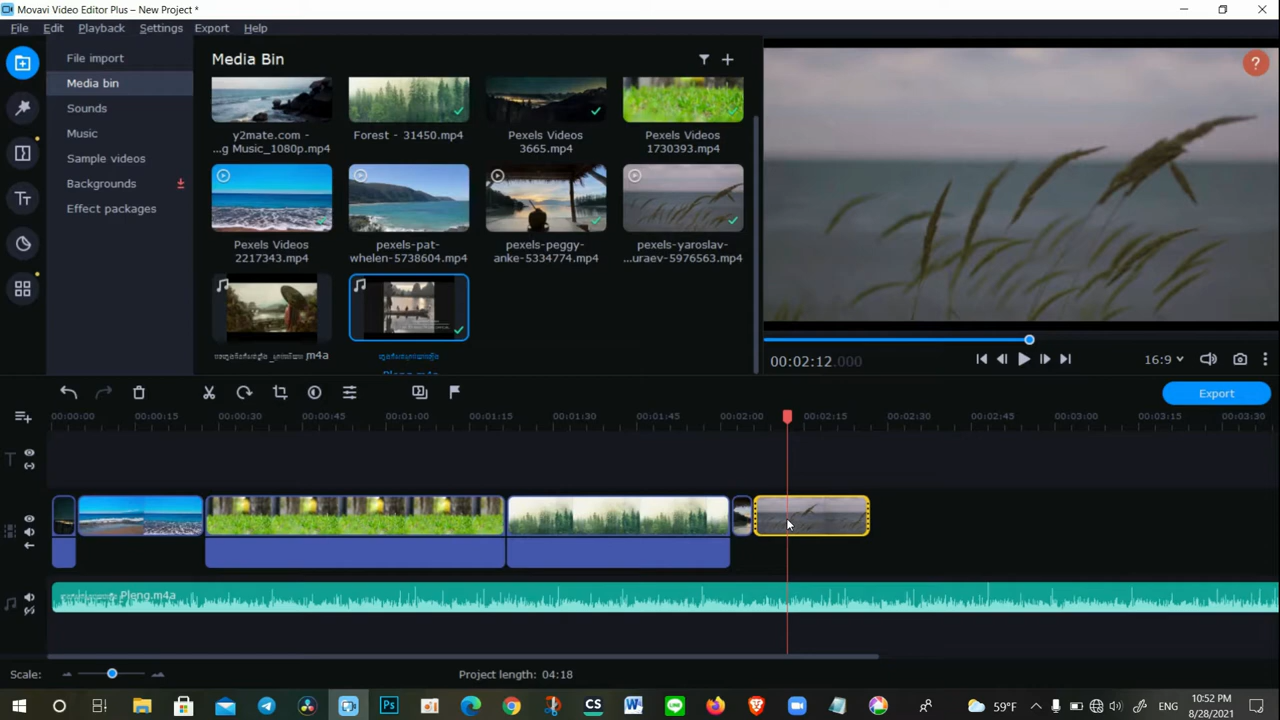 Movavi Video Editor Plus – New Project *
File Edit Playback Settings Export Help
File import
Media bin
Sounds
Music
Sample videos
Backgrounds
Effect packages
Media Bin
y2mate.com -
...g Music_1080p.mp4
Forest - 31450.mp4
Pexels Videos
3665.mp4
Pexels Videos
1730393.mp4
Pexels Videos
2217343.mp4
pexels-pat-
whelen-5738604.mp4
pexels-peggy-
anke-5334774.mp4
pexels-yaroslav-
...uraev-5976563.mp4
.m4a
Pleng.m4a
?
00:02:12.000
16:9
Export
00:00:00 00:00:15 00:00:30 00:00:45 00:01:00 00:01:15 00:01:30 00:01:45 00:02:00 00:02:15 00:02:30 00:02:45 00:03:00 00:03:15 00:03:30
Pleng.m4a
Scale:
Project length: 04:18
59°F
ENG
10:52 PM
8/28/2021